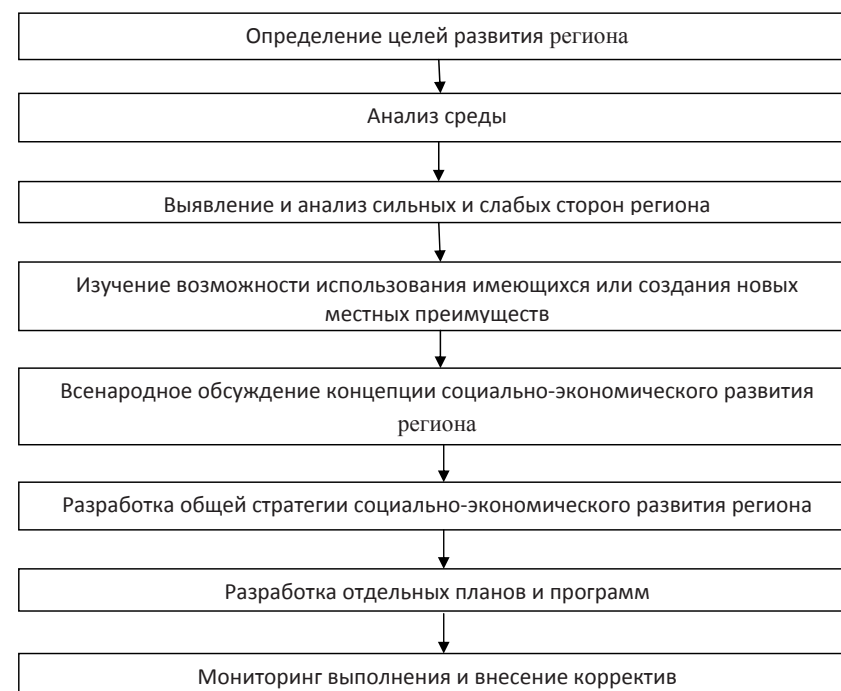 Определение целей развития региона
Анализ среды
Выявление и анализ сильных и слабых сторон региона
Изучение возможности использования имеющихся или создания новых
местных преимуществ
Всенародное обсуждение концепции социально-экономического развития
региона
Разработка общей стратегии социально-экономического развития региона
Разработка отдельных планов и программ
Мониторинг выполнения и внесение корректив